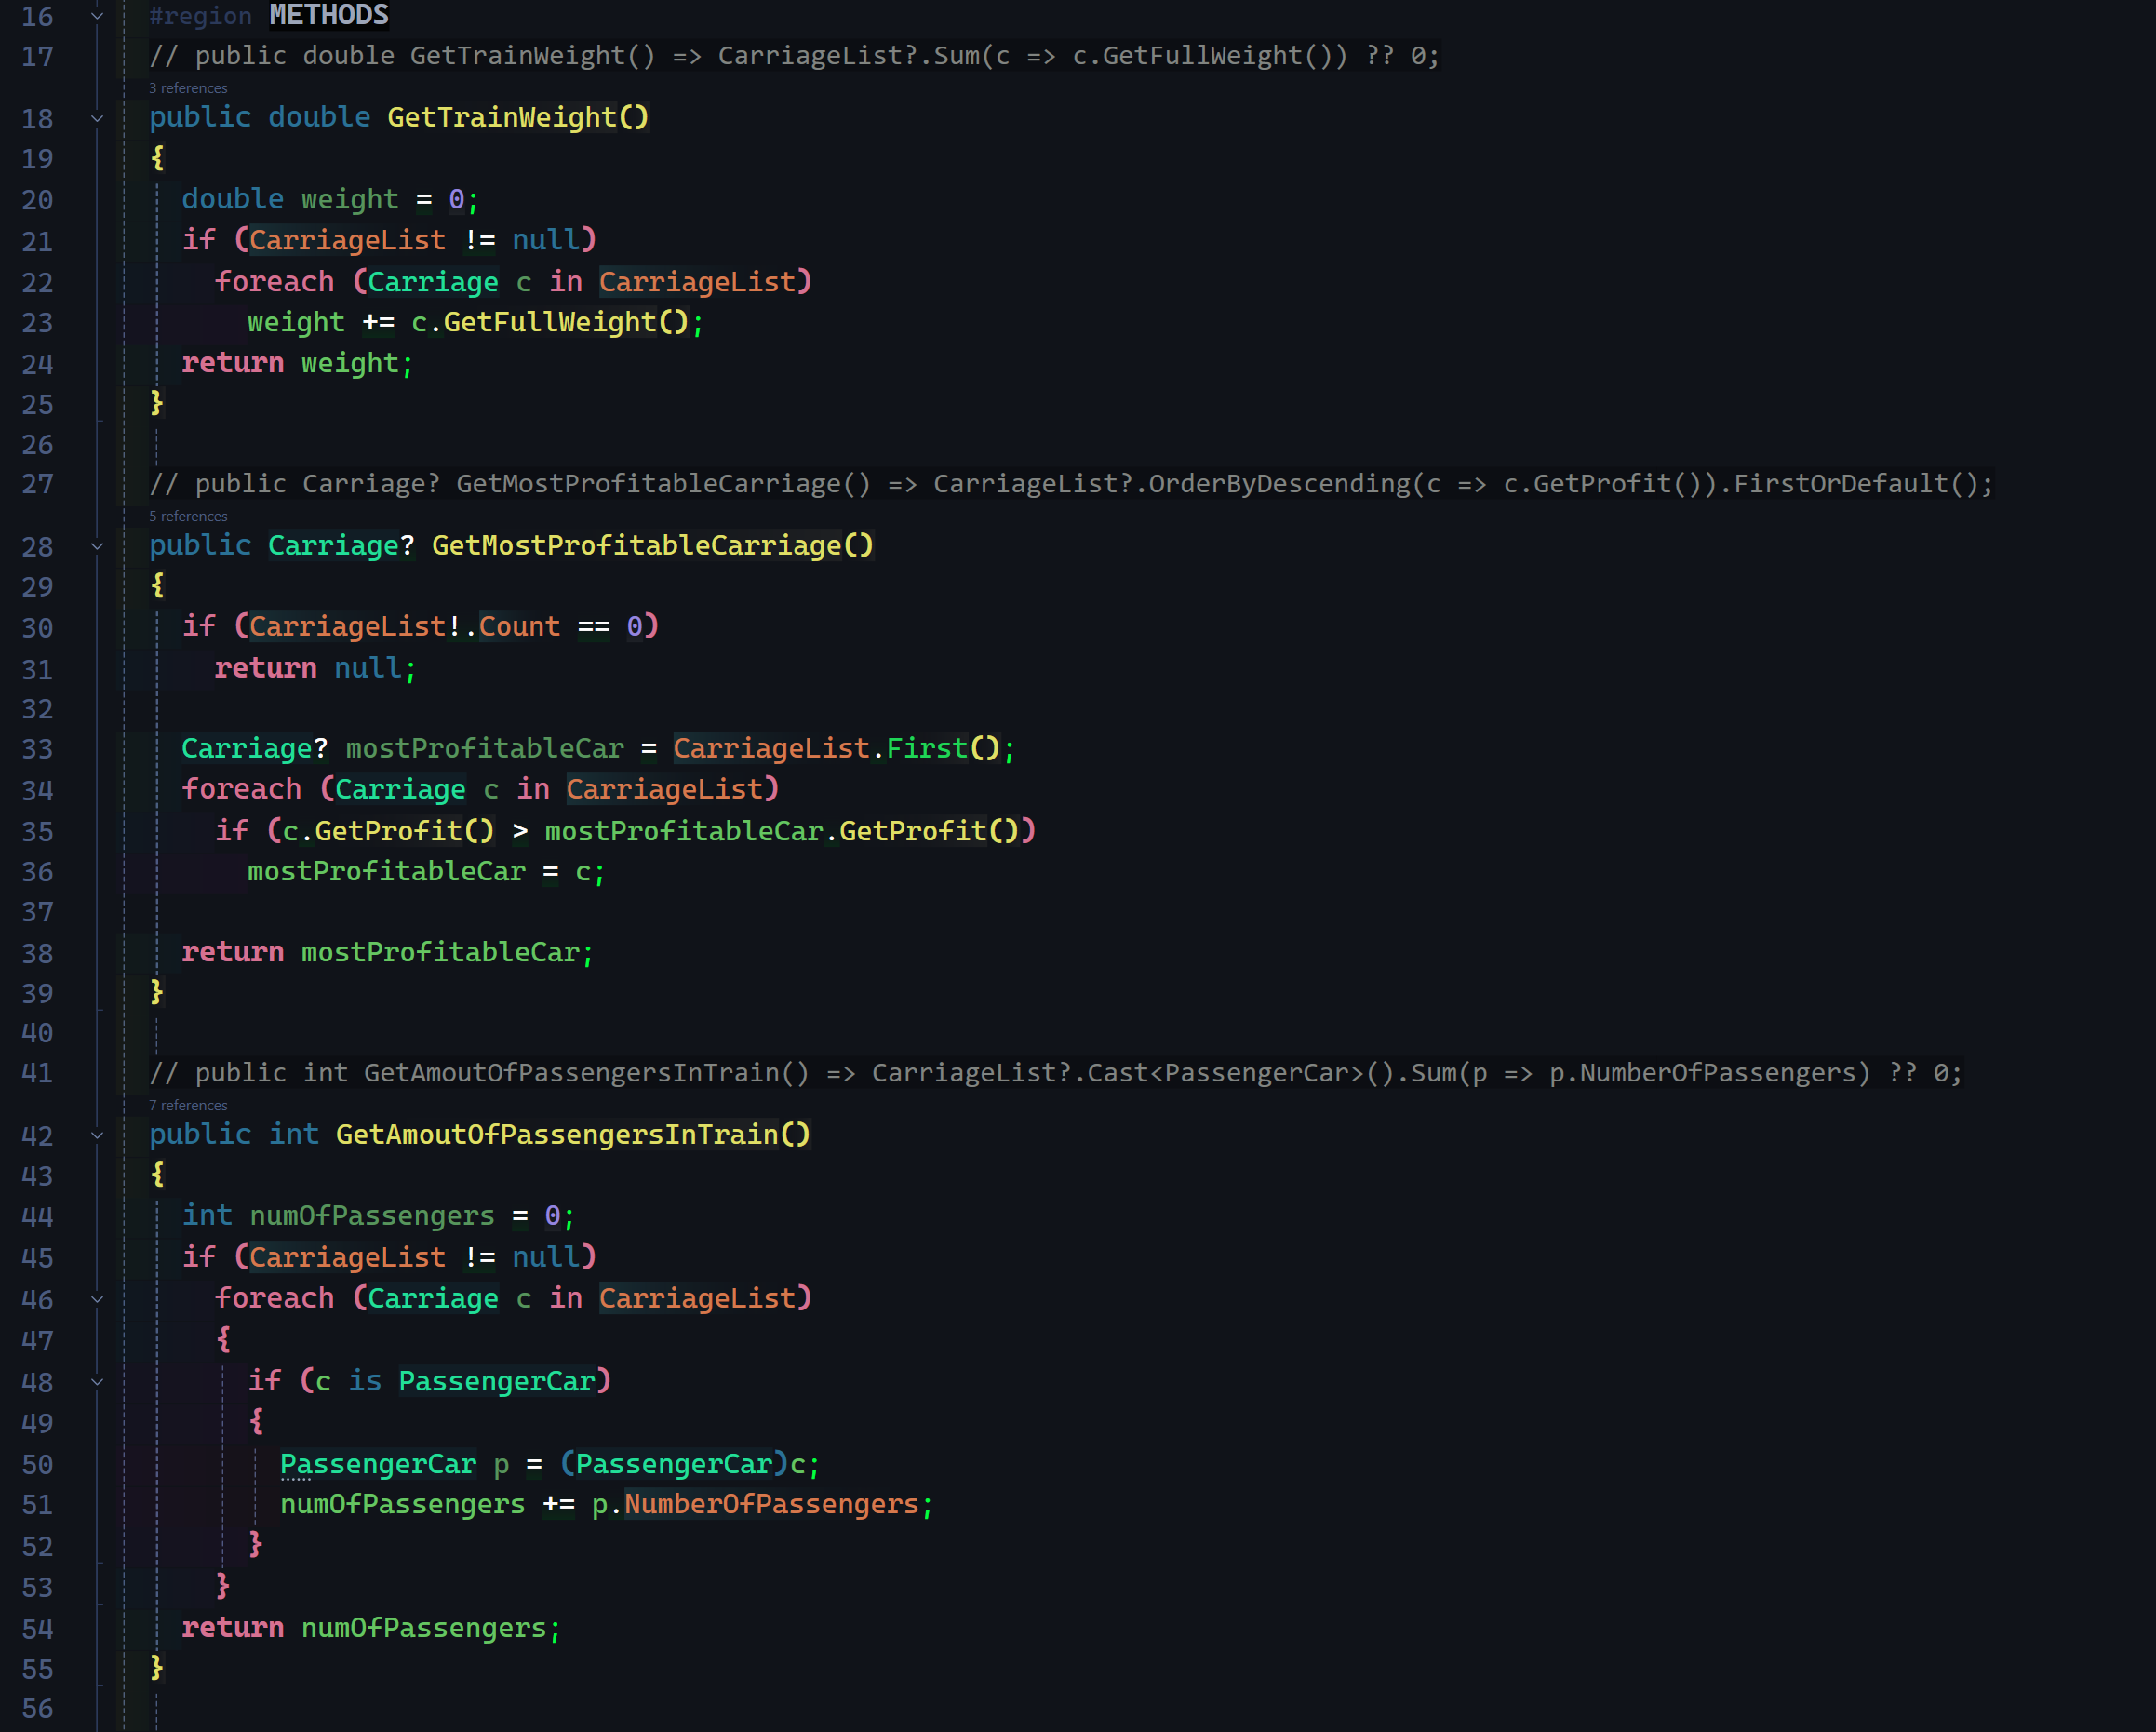 16 #region METHODS
17 // public double GetTrainWeight() => CarriageList?.Sum(c => c.GetFullWeight()) ?? 0;
3 references
18 public double GetTrainWeight()
19 {
20 double weight = 0;
21 if (CarriageList != null)
22 foreach (Carriage c in CarriageList)
23 weight += c.GetFullWeight();
24 return weight;
25 }
26
27 // public Carriage? GetMostProfitableCarriage() => CarriageList?.OrderByDescending(c => c.GetProfit()).FirstOrDefault();
5 references
28 public Carriage? GetMostProfitableCarriage()
29 {
30 if (CarriageList!.Count == 0)
31 return null;
32
33 Carriage? mostProfitableCar = CarriageList.First();
34 foreach (Carriage c in CarriageList)
35 if (c.GetProfit() > mostProfitableCar.GetProfit())
36 mostProfitableCar = c;
37
38 return mostProfitableCar;
39 }
40
41 // public int GetAmoutOfPassengersInTrain() => CarriageList?.Cast<PassengerCar>().Sum(p => p.NumberOfPassengers) ?? 0;
7 references
42 public int GetAmoutOfPassengersInTrain()
43 {
44 int numOfPassengers = 0;
45 if (CarriageList != null)
46 foreach (Carriage c in CarriageList)
47 {
48 if (c is PassengerCar)
49 {
50 PassengerCar p = (PassengerCar)c;
51 numOfPassengers += p.NumberOfPassengers;
52 }
53 }
54 return numOfPassengers;
55 }
56